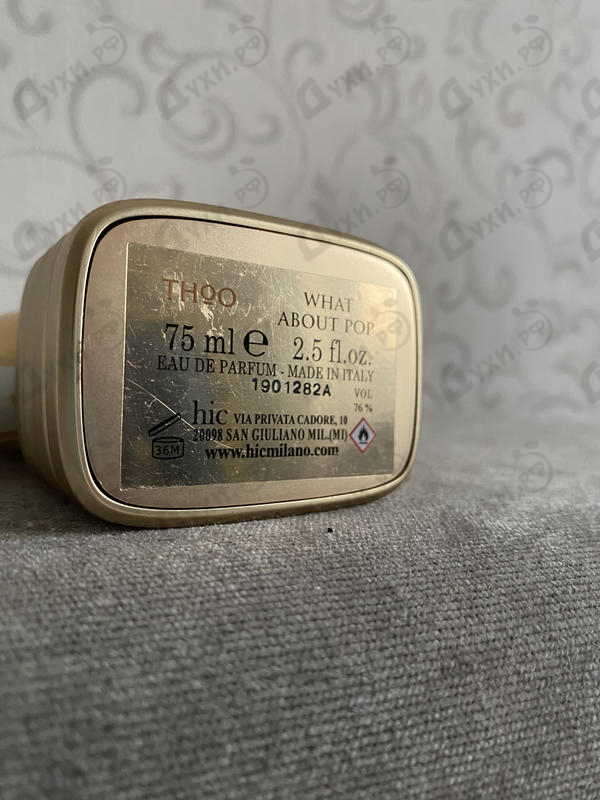 THOO
WHAT
ABOUT POP
75 ml e 2.5 fl.oz.
EAU DE PARFUM - MADE IN ITALY
1901282A
VOL
76 %
hic VIA PRIVATA CADORE, 10
20098 SAN GIULIANO MIL.(MI)
36M
www.hicmilano.com
Духи.рф